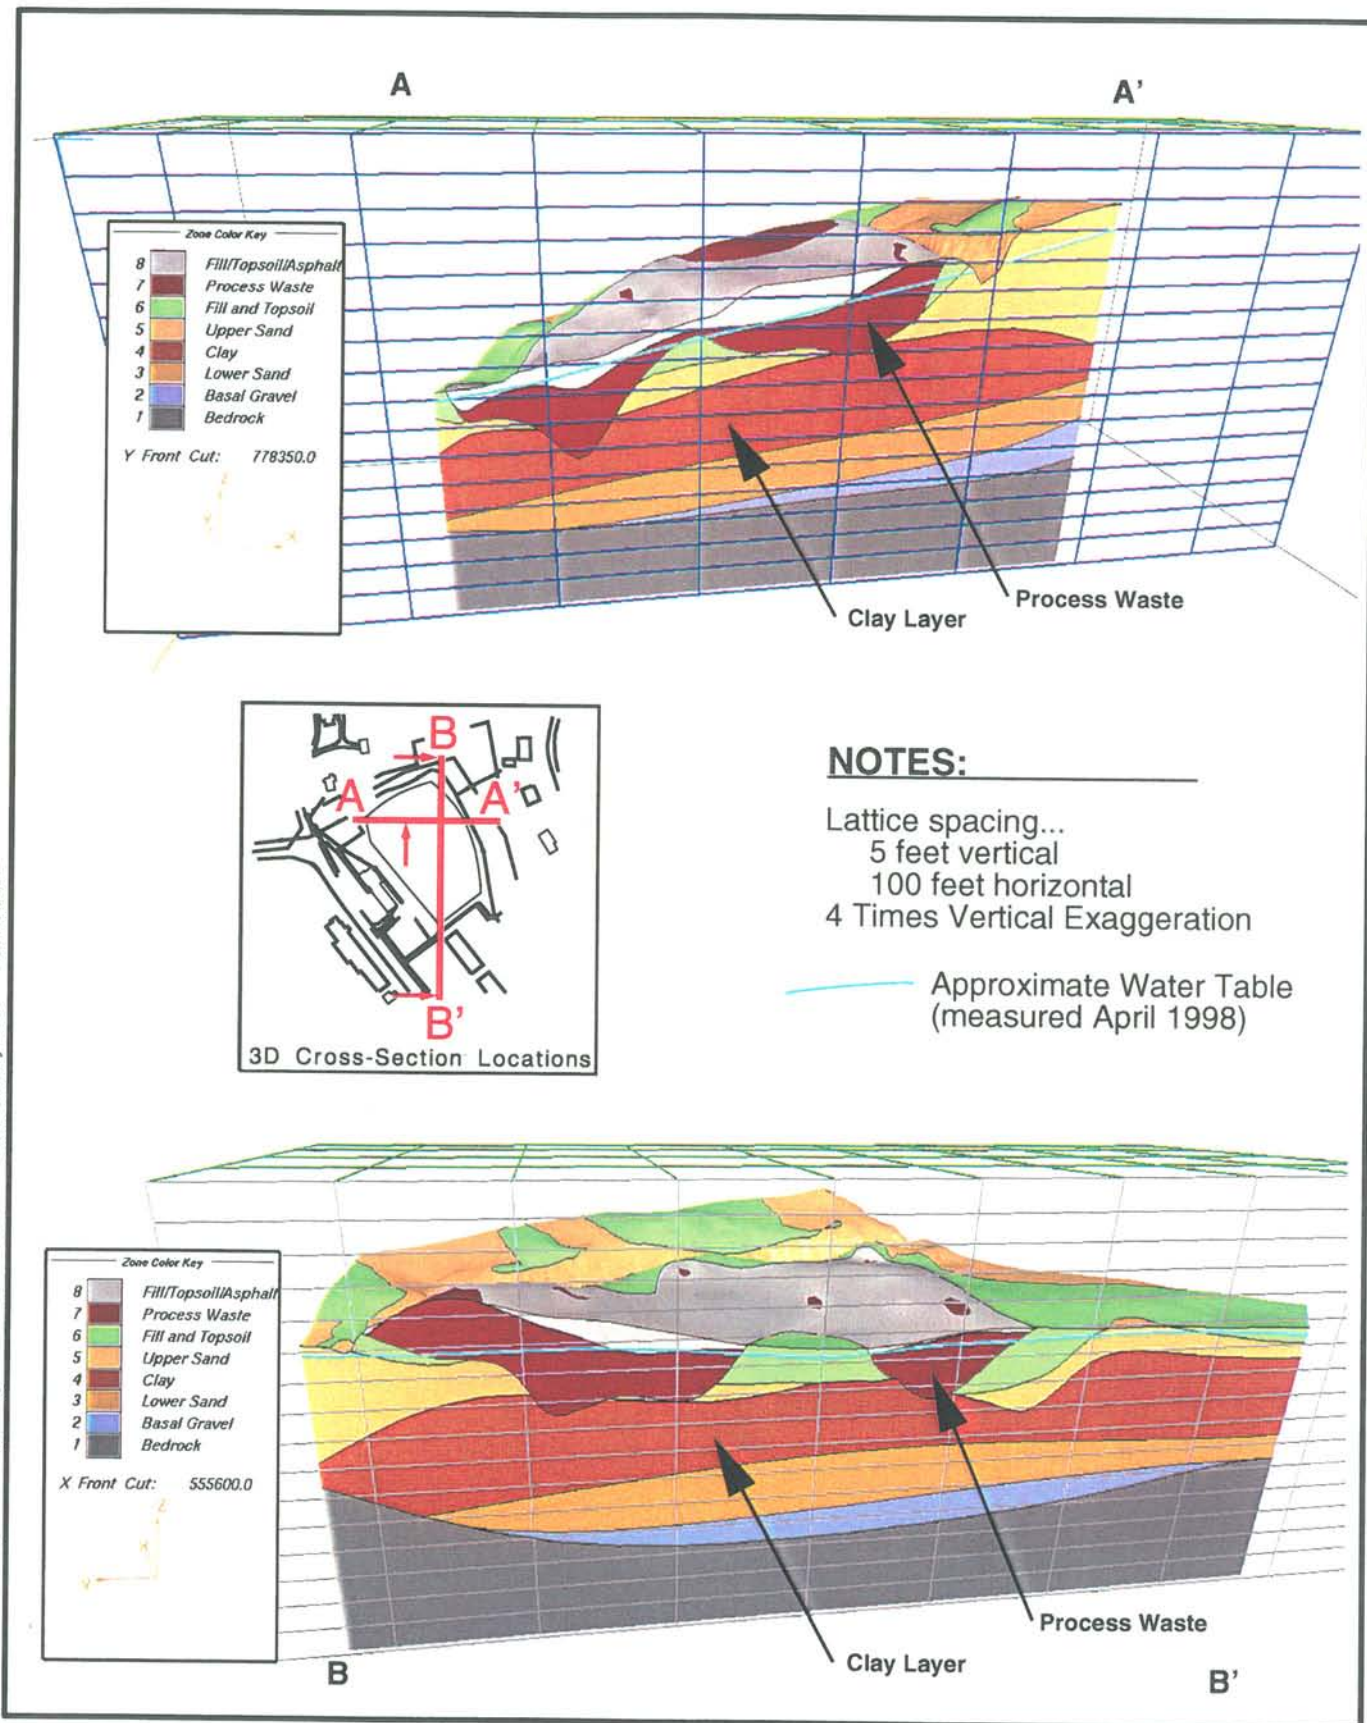 A
A'
Zone Color Key
8 Fill/Topsoil/Asphalt
7 Process Waste
6 Fill and Topsoil
5 Upper Sand
4 Clay
3 Lower Sand
2 Basal Gravel
1 Bedrock
Y Front Cut: 778350.0
X
Clay Layer
Process Waste
B
A
A'
B'
3D Cross-Section Locations
NOTES:
Lattice spacing...
5 feet vertical
100 feet horizontal
4 Times Vertical Exaggeration
Approximate Water Table
(measured April 1998)
Zone Color Key
8 Fill/Topsoil/Asphalt
7 Process Waste
6 Fill and Topsoil
5 Upper Sand
4 Clay
3 Lower Sand
2 Basal Gravel
1 Bedrock
X Front Cut: 555600.0
Z
X
Y
Process Waste
Clay Layer
B
B'